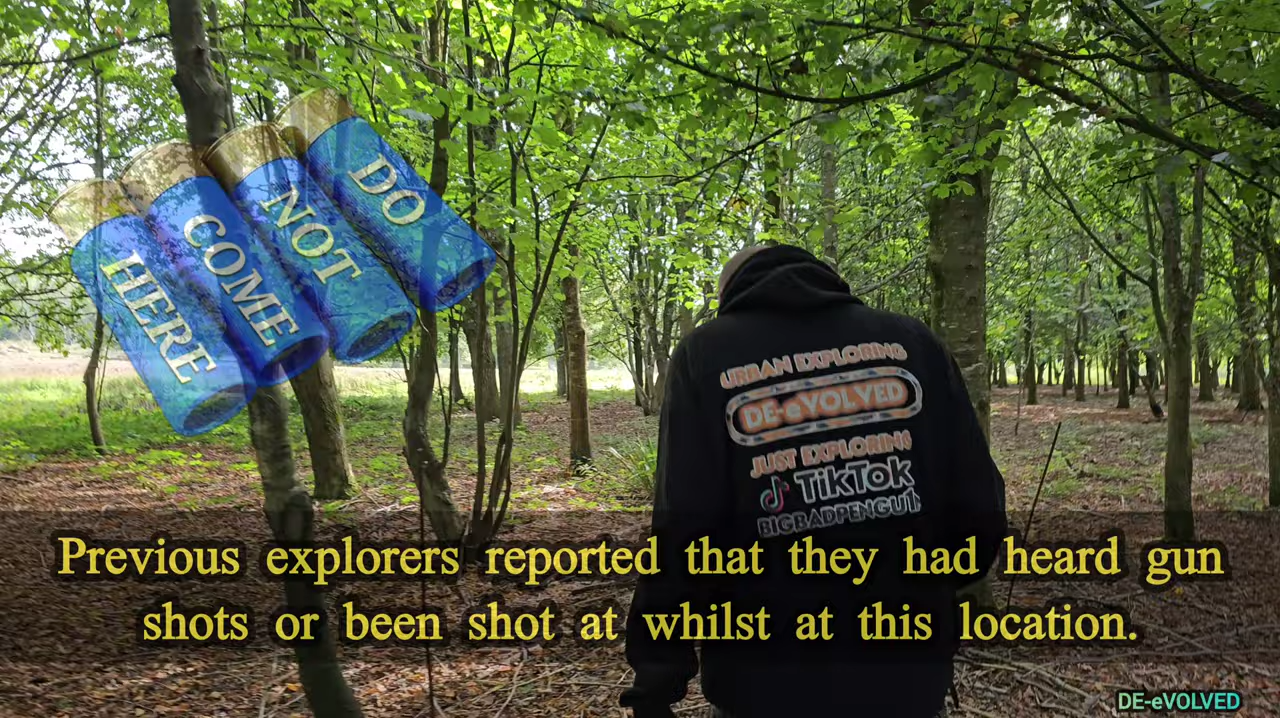 DO
NOT
COME
HERE
URBAN EXPLORING
DE-eVOLVED
JUST EXPLORING
TikTok
BIGBADPENGU1
Previous explorers reported that they had heard gun
shots or been shot at whilst at this location.
DE-eVOLVED